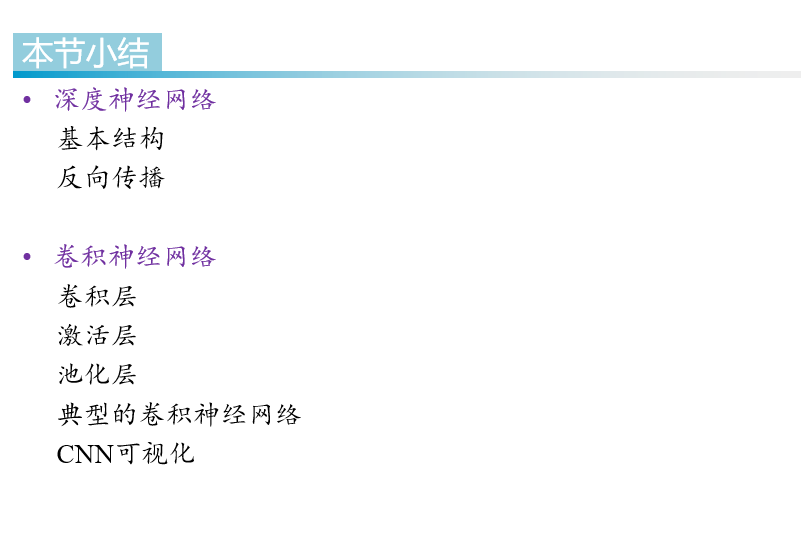 本节小结
• 深度神经网络
基本结构
反向传播
• 卷积神经网络
卷积层
激活层
池化层
典型的卷积神经网络
CNN可视化